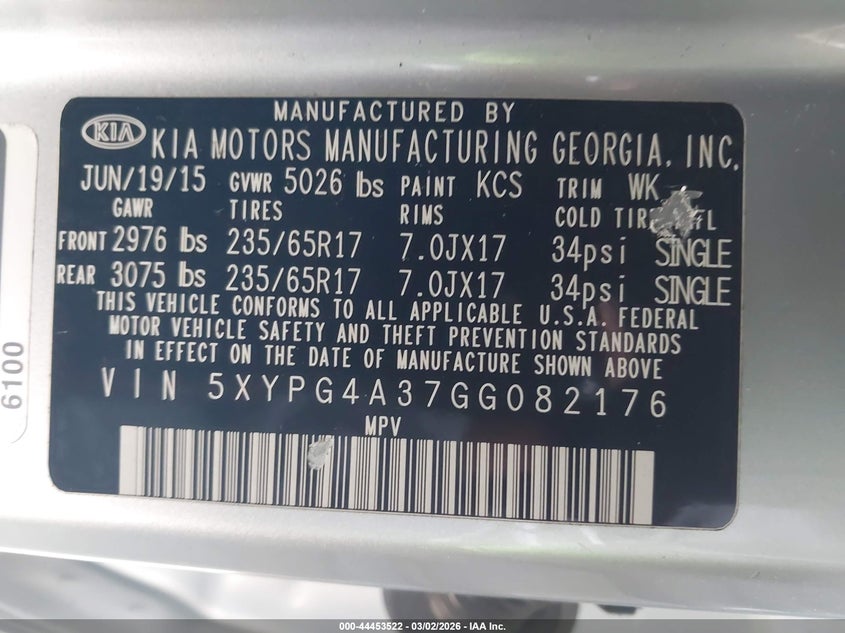 MANUFACTURED BY
KIA KIA MOTORS MANUFACTURING GEORGIA, INC.
JUN/19/15 GVWR 5026 lbs PAINT KCS TRIM WK
GAWR TIRES RIMS COLD TIRE
FRONT 2976 lbs 235/65R17 7.0JX17 34psi SINGLE
REAR 3075 lbs 235/65R17 7.0JX17 34psi SINGLE
THIS VEHICLE CONFORMS TO ALL APPLICABLE U.S.A. FEDERAL
MOTOR VEHICLE SAFETY AND THEFT PREVENTION STANDARDS
IN EFFECT ON THE DATE OF MANUFACTURE SHOWN ABOVE
VIN 5XYPG4A37GG082176
MPV
6100
000-44453522 — 03/02/2026 — IAA Inc.